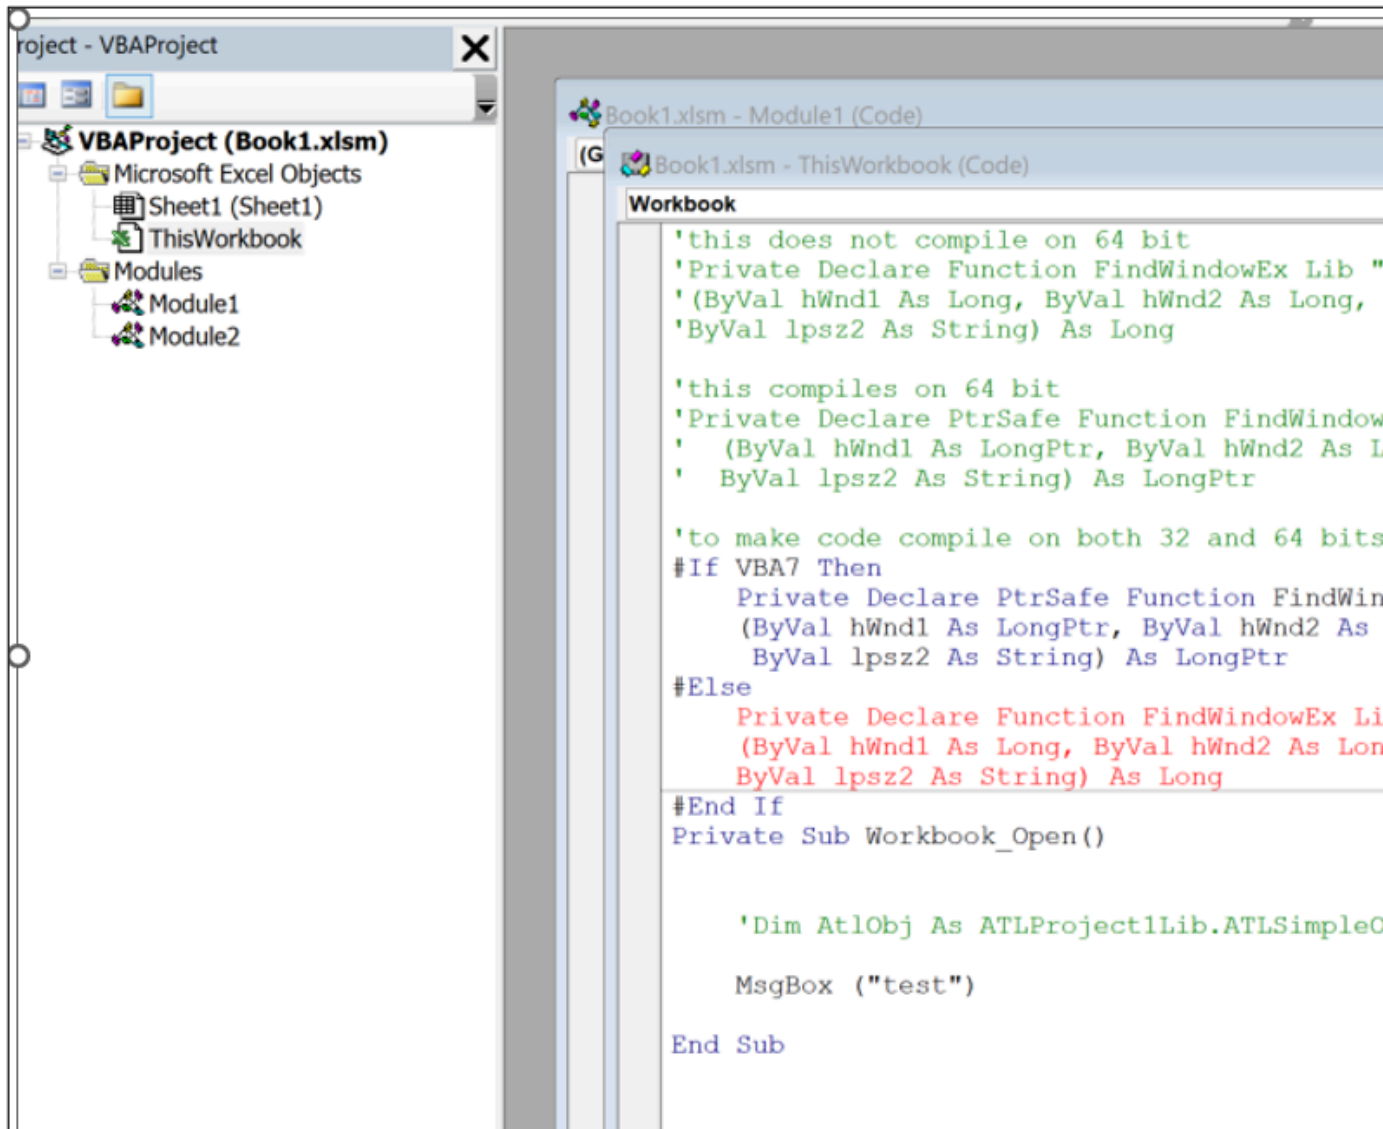 roject - VBAProject
VBAProject (Book1.xlsm)
Microsoft Excel Objects
Sheet1 (Sheet1)
ThisWorkbook
Modules
Module1
Module2
Book1.xlsm - Module1 (Code)
(G
Book1.xlsm - ThisWorkbook (Code)
Workbook
'this does not compile on 64 bit
'Private Declare Function FindWindowEx Lib "
'(ByVal hWnd1 As Long, ByVal hWnd2 As Long,
'ByVal lpsz2 As String) As Long
'this compiles on 64 bit
'Private Declare PtrSafe Function FindWindow
'  (ByVal hWnd1 As LongPtr, ByVal hWnd2 As L
'  ByVal lpsz2 As String) As LongPtr
'to make code compile on both 32 and 64 bits
#If VBA7 Then
Private Declare PtrSafe Function FindWin
(ByVal hWnd1 As LongPtr, ByVal hWnd2 As
ByVal lpsz2 As String) As LongPtr
#Else
Private Declare Function FindWindowEx Li
(ByVal hWnd1 As Long, ByVal hWnd2 As Lon
ByVal lpsz2 As String) As Long
#End If
Private Sub Workbook_Open()
'Dim AtlObj As ATLProject1Lib.ATLSimpleO
MsgBox ("test")
End Sub